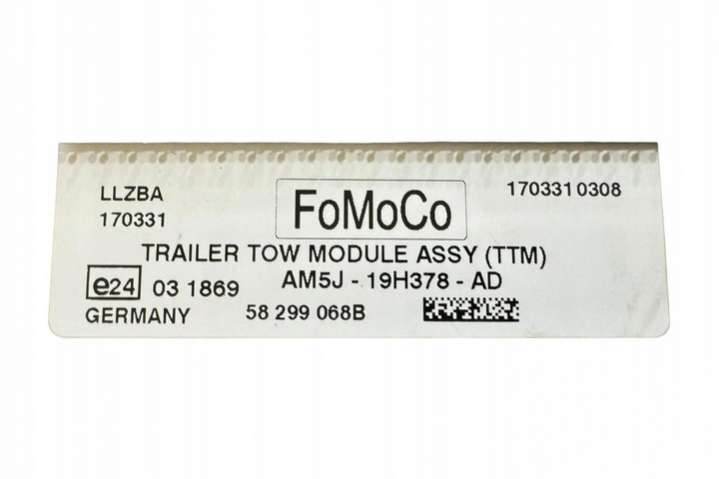 LLZBA
170331
FoMoCo
1703310308
TRAILER TOW MODULE ASSY (TTM)
AM5J - 19H378 - AD
e24 03 1869
GERMANY
58 299 068B